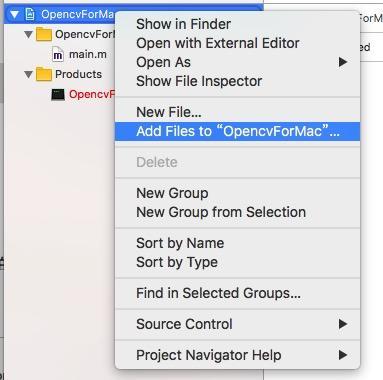 OpencvForMac
Show in Finder
OpencvForM
Open with External Editor
main.m
Open As
Products
Show File Inspector
OpencvF
New File...
Add Files to “OpencvForMac”...
Delete
New Group
New Group from Selection
Sort by Name
Sort by Type
Find in Selected Groups...
Source Control
Project Navigator Help